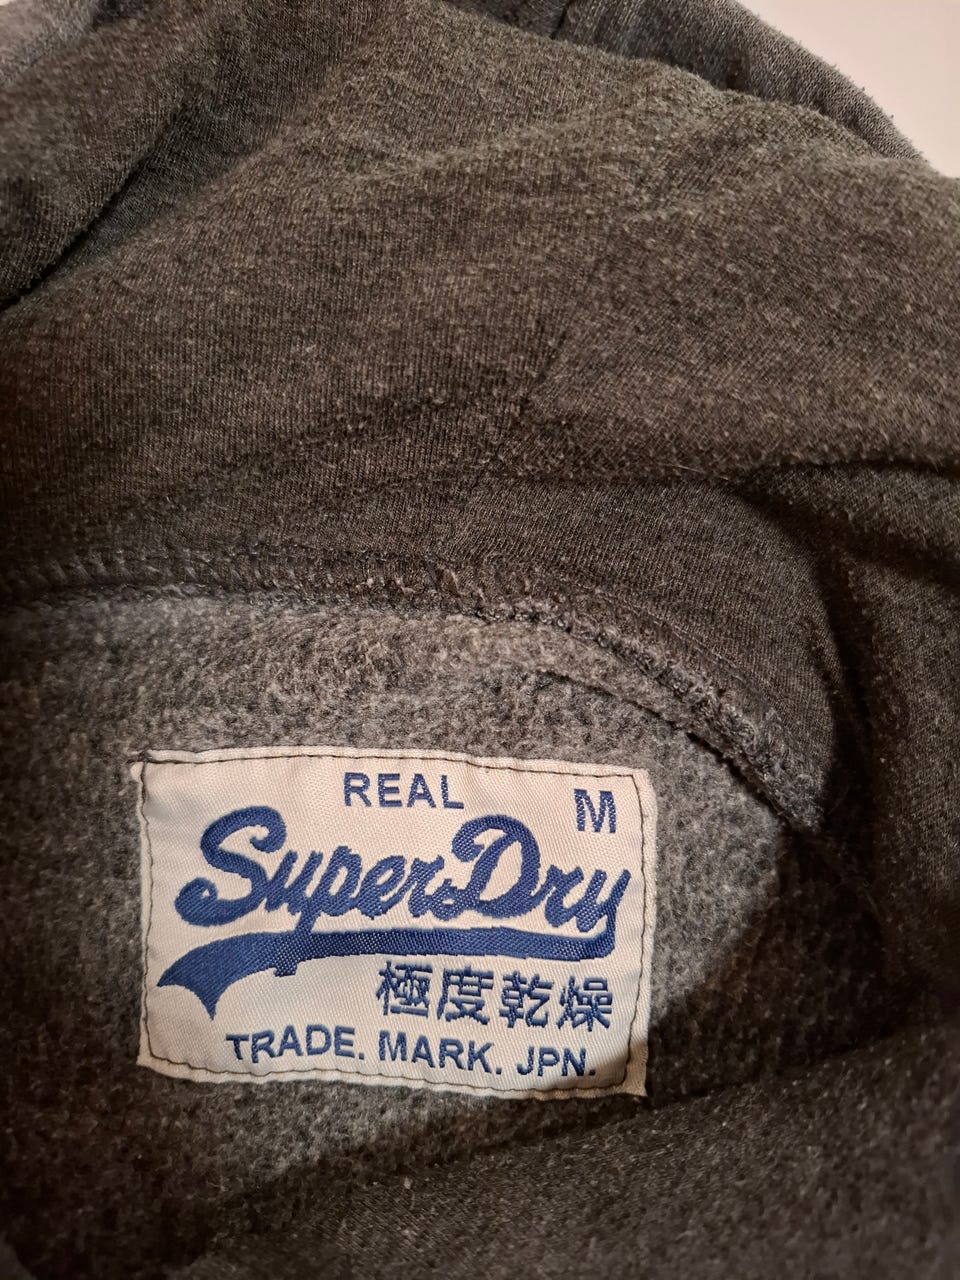 REAL
M
SuperDry
極度乾燥
TRADE. MARK. JPN.